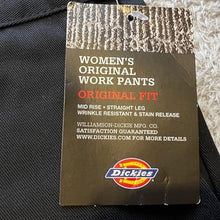 WOMEN'S
ORIGINAL
WORK PANTS
ORIGINAL FIT
MID RISE • STRAIGHT LEG
WRINKLE RESISTANT & STAIN RELEASE
WILLIAMSON-DICKIE MFG. CO.
SATISFACTION GUARANTEED
WWW.DICKIES.COM FOR MORE DETAILS
Dickies